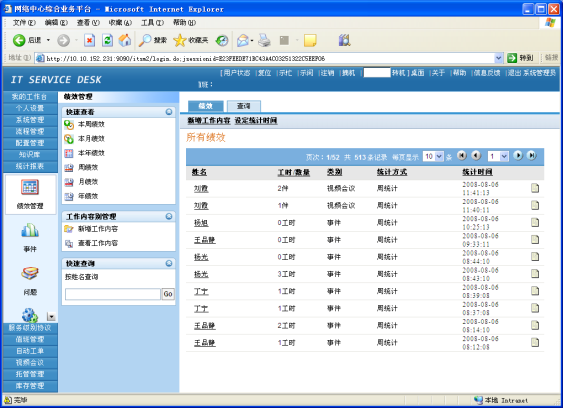 网络中心综合业务平台 - Microsoft Internet Explorer
文件(F) 编辑(E) 查看(V) 收藏(A) 工具(T) 帮助(H)
后退 搜索 收藏夹
地址(D) http://10.10.152.231:9090/itsm2/login.do;jsessionid=E23FEEDE71BC43A4C03251322C5EEF06 转到 链接
IT SERVICE DESK
|用户状态 |复位 |示忙 |示闲 |注销 |摘机 | 转机 |桌面 |关于 |帮助 |信息反馈 |退出 系统管理员
我的工作台
个人设置
系统管理
流程管理
配置管理
知识库
统计报表
绩效管理
事件
问题
服务级别协议
值班管理
自动工单
视频会议
托管管理
库存管理
绩效管理
快速查看
本周绩效
本月绩效
本年绩效
周绩效
月绩效
年绩效
工作内容别管理
新增工作内容
查看工作内容
快速查询
按姓名查询
Go
绩效 查询
新增工作内容 设定统计时间
所有绩效
页次：1/52 共 513条记录 每页显示 10 条 1
姓名 工时/数量 类别 统计方式 统计时间
刘霞 2件 视频会议 周统计 2008-08-06 11:41:13
刘霞 1件 视频会议 周统计 2008-08-06 11:40:11
杨旭 0工时 事件 周统计 2008-08-06 10:25:13
王品静 0工时 事件 周统计 2008-08-06 09:33:11
杨光 0工时 事件 周统计 2008-08-06 08:44:10
杨光 3工时 事件 周统计 2008-08-06 08:43:10
丁宁 1工时 事件 周统计 2008-08-06 08:39:08
丁宁 1工时 事件 周统计 2008-08-06 08:37:08
王品静 2工时 事件 周统计 2008-08-06 08:14:10
王品静 1工时 事件 周统计 2008-08-06 08:12:08
完毕 本地 Intranet